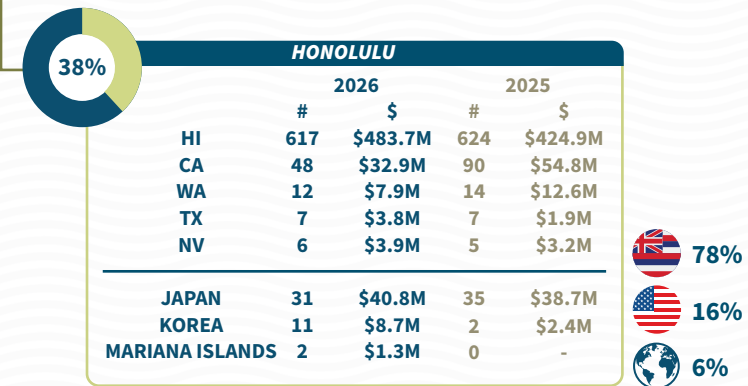 38%
HONOLULU
2026 2025
# $ # $
HI 617 $483.7M 624 $424.9M
CA 48 $32.9M 90 $54.8M
WA 12 $7.9M 14 $12.6M
TX 7 $3.8M 7 $1.9M
NV 6 $3.9M 5 $3.2M
78%
JAPAN 31 $40.8M 35 $38.7M
16%
KOREA 11 $8.7M 2 $2.4M
MARIANA ISLANDS 2 $1.3M 0 -
6%